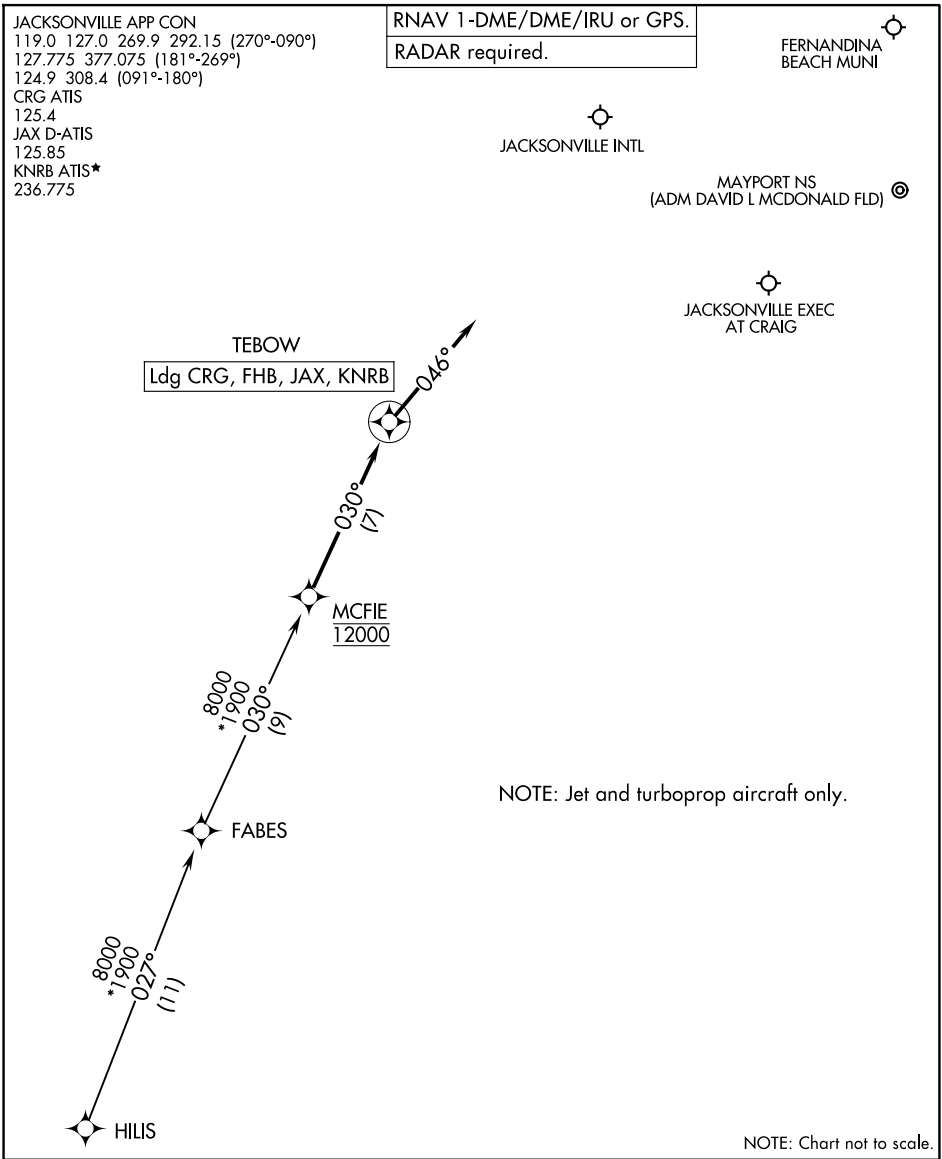 JACKSONVILLE APP CON
119.0 127.0 269.9 292.15 (270°-090°)
127.775 377.075 (181°-269°)
124.9 308.4 (091°-180°)
CRG ATIS
125.4
JAX D-ATIS
125.85
KNRB ATIS★
236.775
RNAV 1-DME/DME/IRU or GPS.
RADAR required.
FERNANDINA
BEACH MUNI
JACKSONVILLE INTL
MAYPORT NS
(ADM DAVID L MCDONALD FLD)
JACKSONVILLE EXEC
AT CRAIG
TEBOW
Ldg CRG, FHB, JAX, KNRB
046°
030°
(7)
MCFIE
12000
8000
*1900
030°
(9)
NOTE: Jet and turboprop aircraft only.
FABES
8000
*1900
027°
(11)
HILIS
NOTE: Chart not to scale.